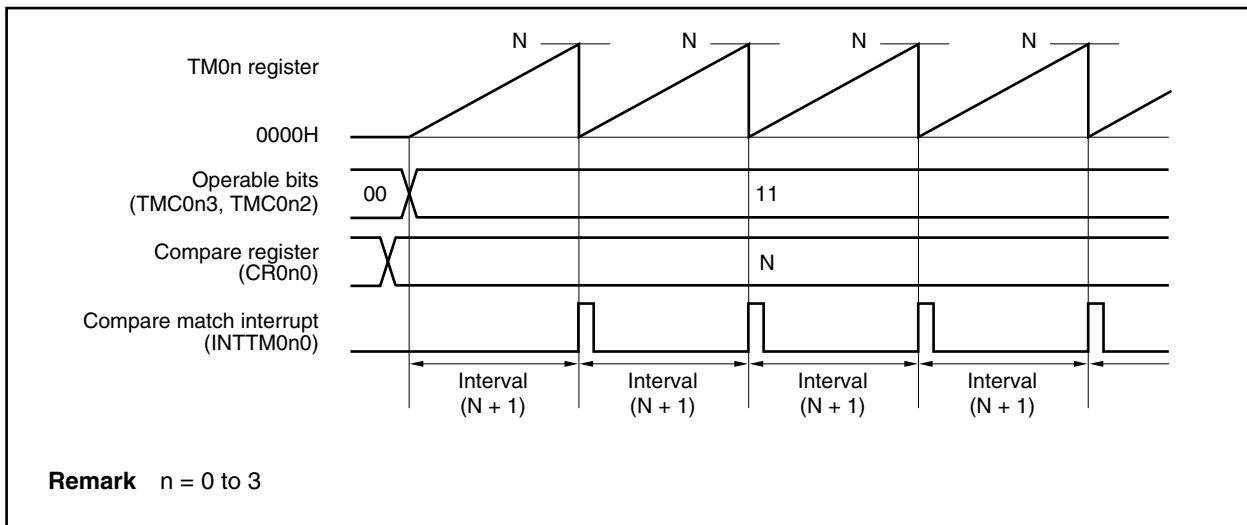 N N N N
TM0n register
0000H
Operable bits
(TMC0n3, TMC0n2)
00 11
Compare register
(CR0n0)
N
Compare match interrupt
(INTTM0n0)
Interval Interval Interval Interval
(N + 1) (N + 1) (N + 1) (N + 1)
Remark n = 0 to 3